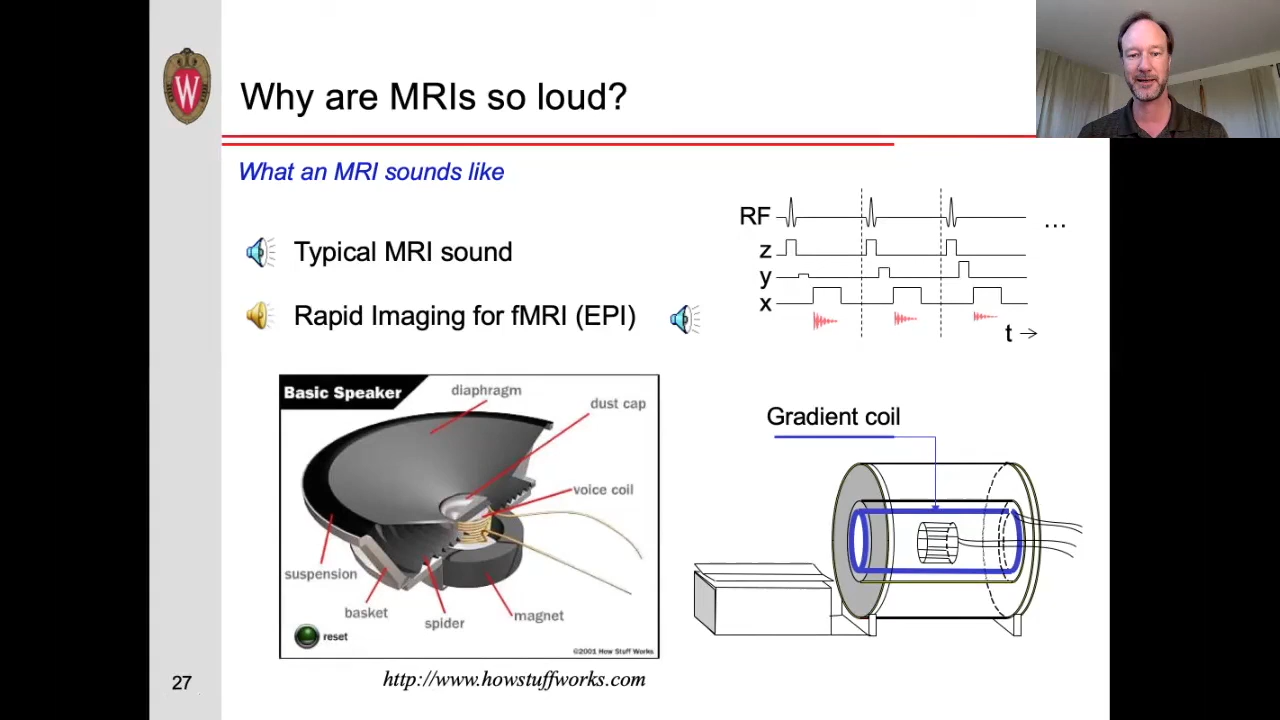 W
Why are MRIs so loud?
What an MRI sounds like
Typical MRI sound
Rapid Imaging for fMRI (EPI)
RF
z
y
x
...
t →
Basic Speaker
diaphragm
dust cap
voice coil
suspension
basket
spider
magnet
reset
©2001 How Stuff Works
Gradient coil
http://www.howstuffworks.com
27